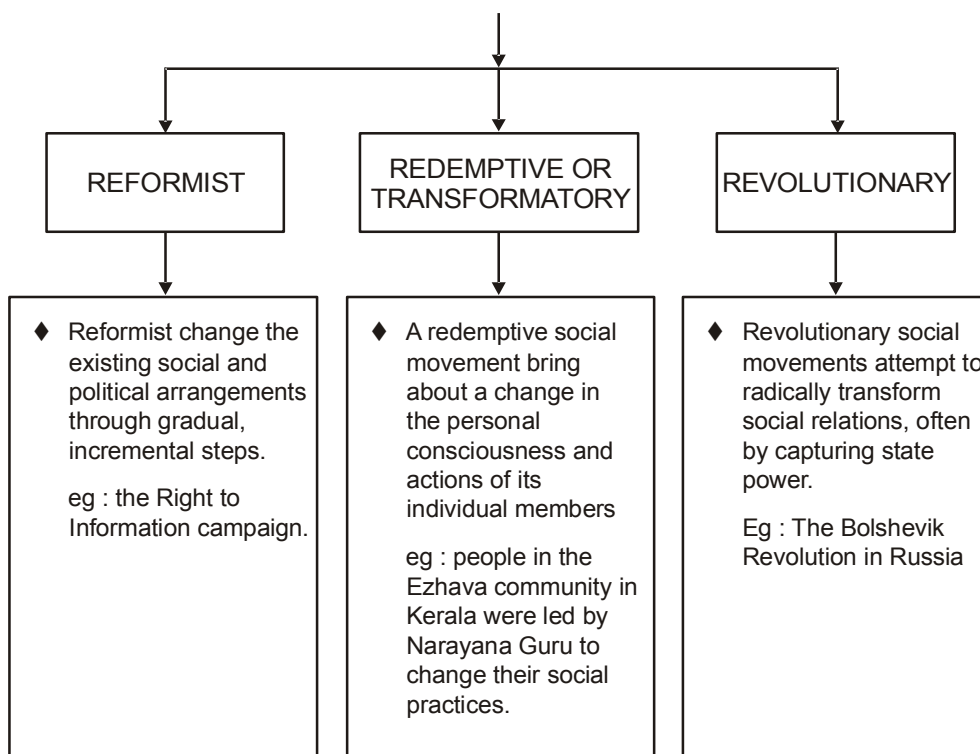 REFORMIST
REDEMPTIVE OR
TRANSFORMATORY
REVOLUTIONARY
♦ Reformist change the
existing social and
political arrangements
through gradual,
incremental steps.
eg : the Right to
Information campaign.
♦ A redemptive social
movement bring
about a change in
the personal
consciousness and
actions of its
individual members
eg : people in the
Ezhava community in
Kerala were led by
Narayana Guru to
change their social
practices.
♦ Revolutionary social
movements attempt to
radically transform
social relations, often
by capturing state
power.
Eg : The Bolshevik
Revolution in Russia